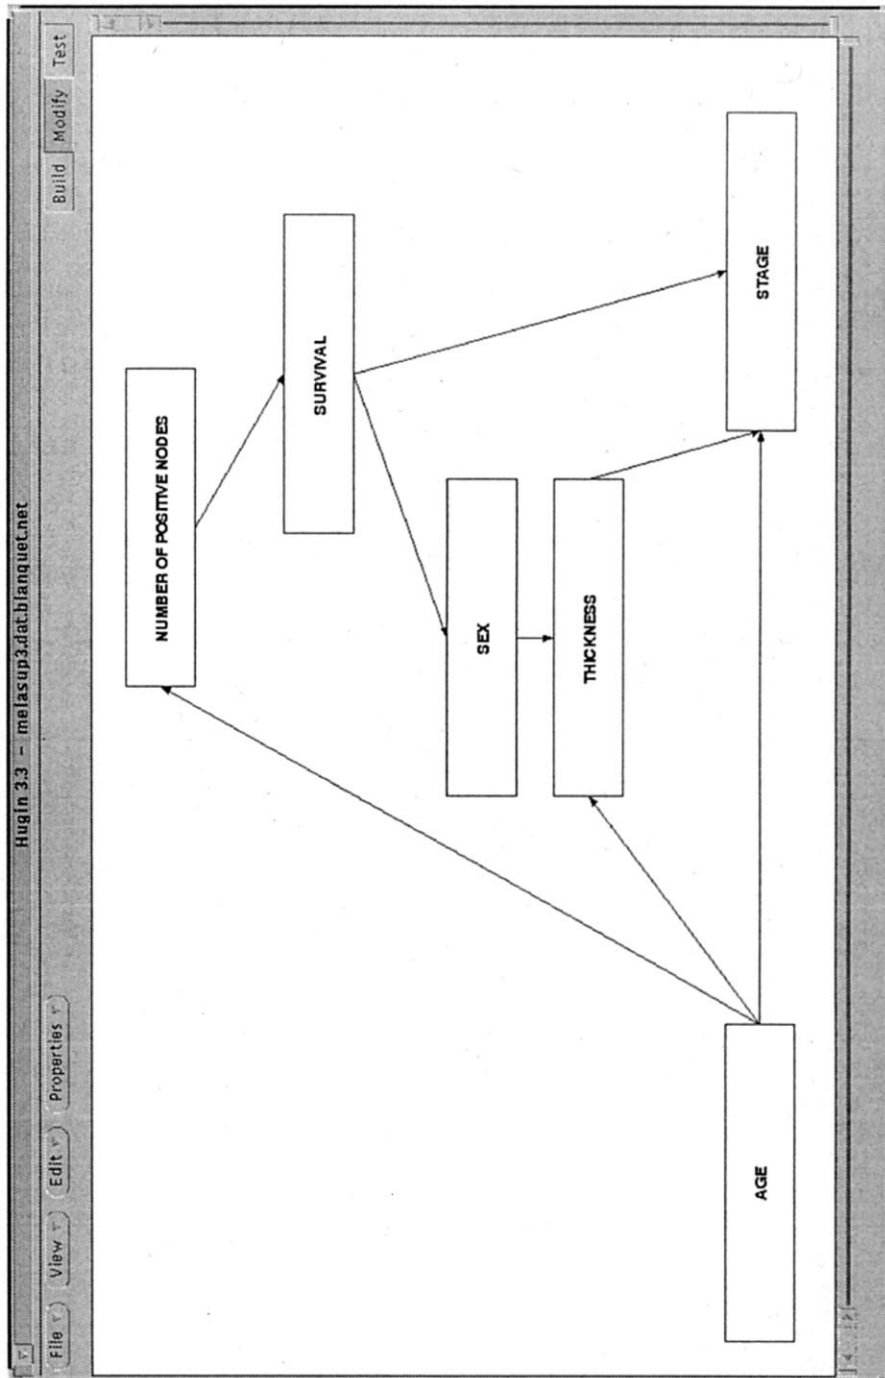 Hugin 3.3 - melasup3.dat.blanquet.net
File View Edit Properties Build Modify Test
NUMBER OF POSITIVE NODES
SURVIVAL
SEX
THICKNESS
AGE
STAGE